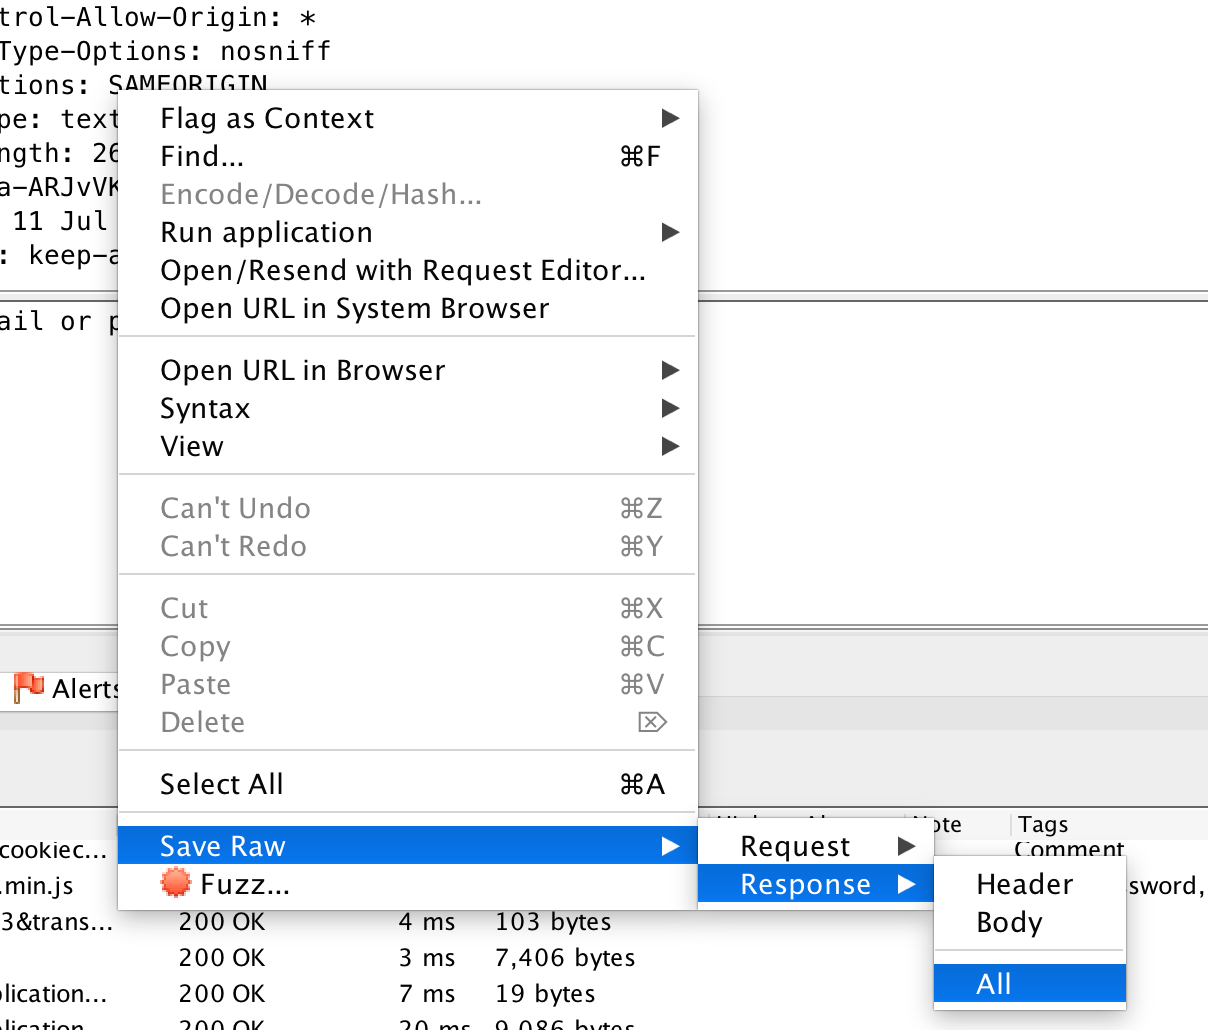 trol-Allow-Origin: *
Type-Options: nosniff
tions: SAMEORIGIN
pe: text
ngth: 26
a-ARJvVK
11 Jul
: keep-a
ail or p
Flag as Context
Find... ⌘F
Encode/Decode/Hash...
Run application
Open/Resend with Request Editor...
Open URL in System Browser
Open URL in Browser
Syntax
View
Can't Undo ⌘Z
Can't Redo ⌘Y
Cut ⌘X
Copy ⌘C
Paste ⌘V
Delete ⌦
Select All ⌘A
Save Raw
Fuzz...
Request
Response
Header
Body
All
Alerts
Note Tags
cookiec... Comment
.min.js sword,
3&trans... 200 OK 4 ms 103 bytes
200 OK 3 ms 7,406 bytes
lication... 200 OK 7 ms 19 bytes
lication 200 OK 20 ms 9,086 bytes